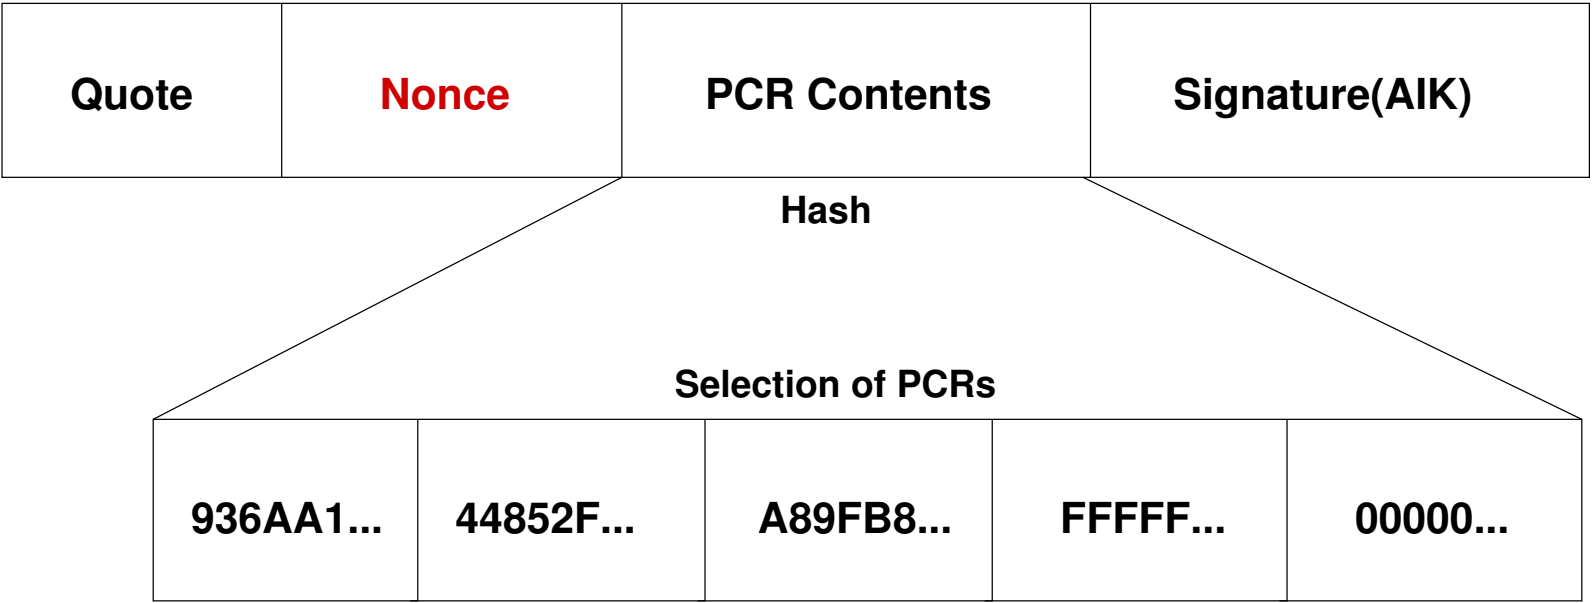 Quote Nonce PCR Contents Signature(AIK)
Hash
Selection of PCRs
936AA1... 44852F... A89FB8... FFFFF... 00000...